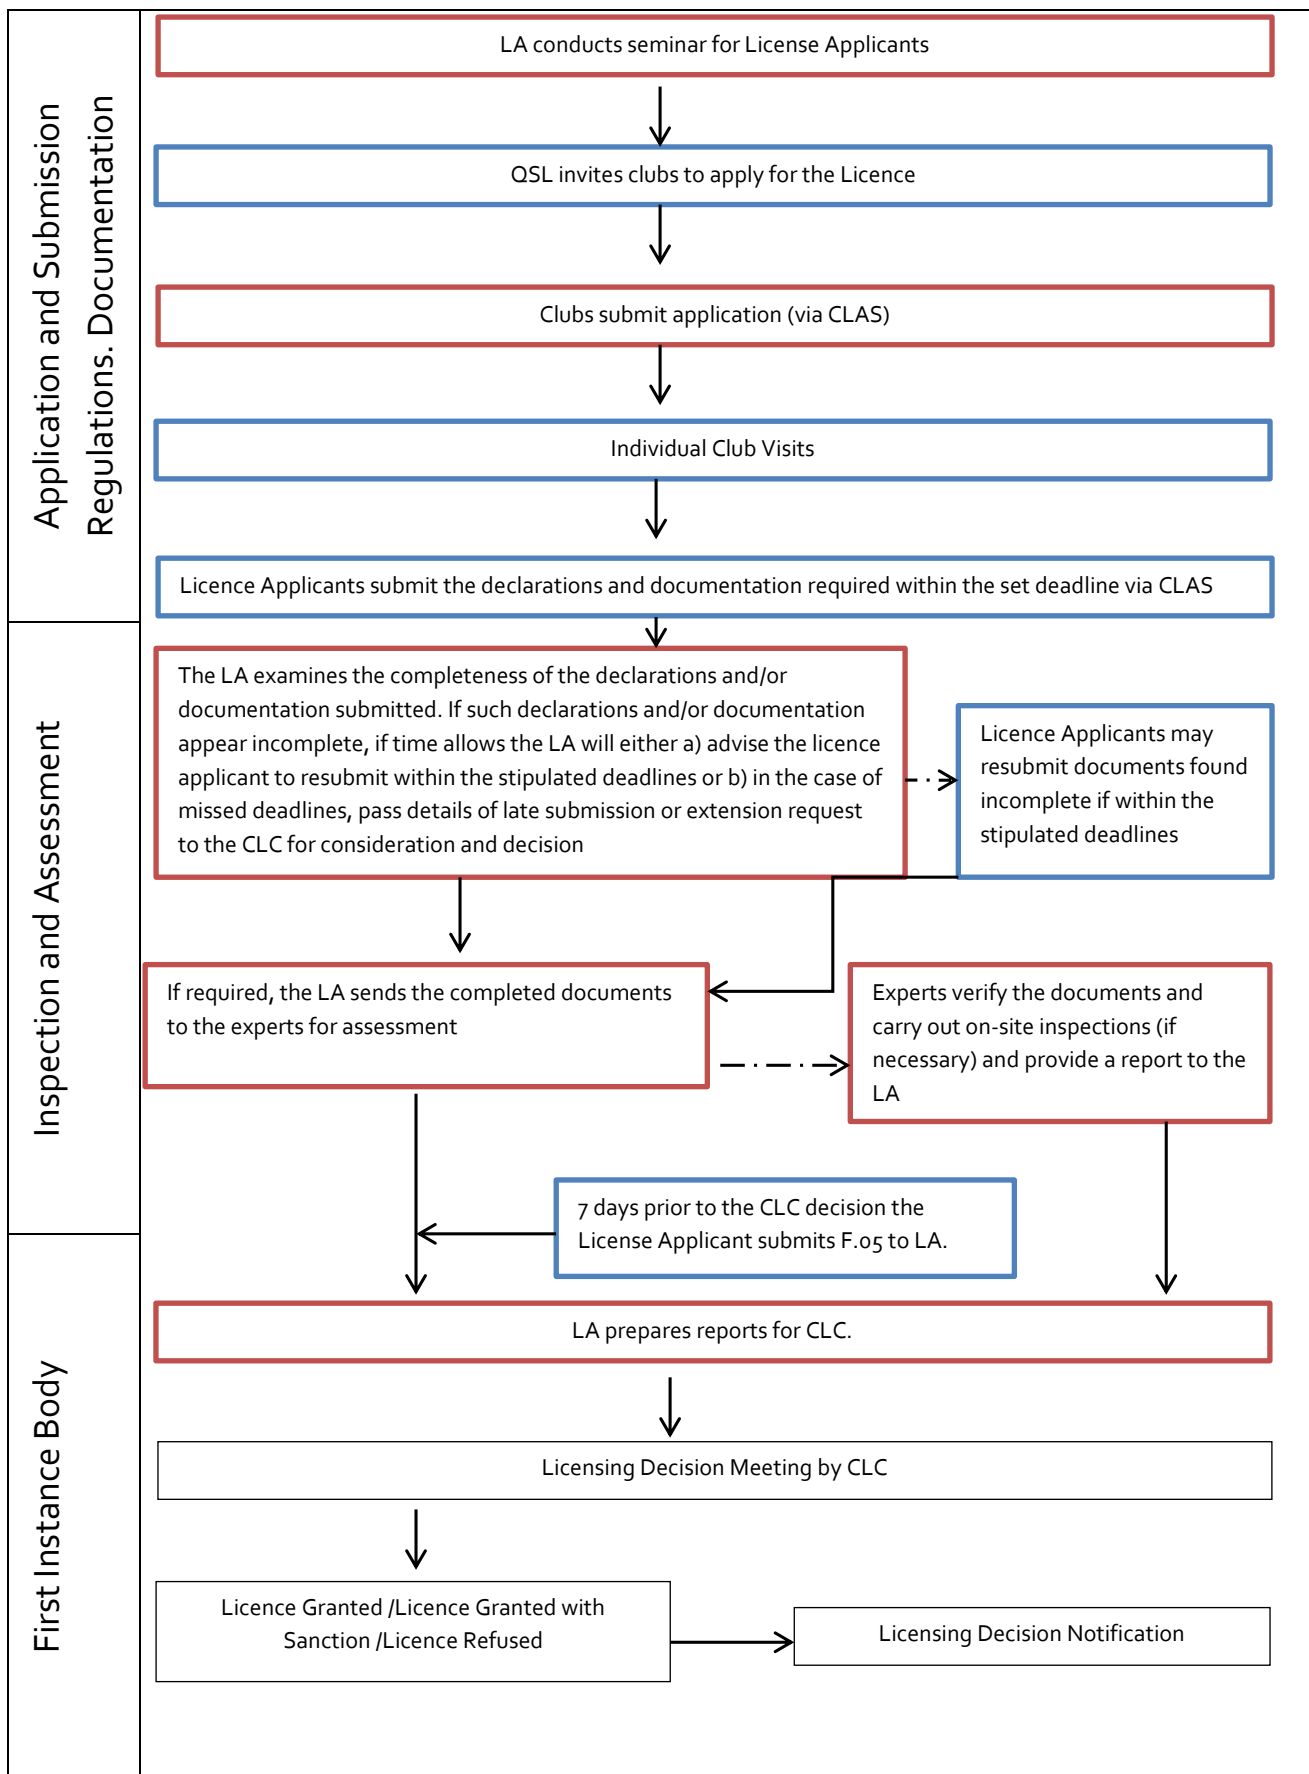 Application and Submission
Regulations. Documentation
LA conducts seminar for License Applicants
QSL invites clubs to apply for the Licence
Clubs submit application (via CLAS)
Individual Club Visits
Licence Applicants submit the declarations and documentation required within the set deadline via CLAS
Inspection and Assessment
The LA examines the completeness of the declarations and/or
documentation submitted. If such declarations and/or documentation
appear incomplete, if time allows the LA will either a) advise the licence
applicant to resubmit within the stipulated deadlines or b) in the case of
missed deadlines, pass details of late submission or extension request
to the CLC for consideration and decision
Licence Applicants may
resubmit documents found
incomplete if within the
stipulated deadlines
If required, the LA sends the completed documents
to the experts for assessment
Experts verify the documents and
carry out on-site inspections (if
necessary) and provide a report to the
LA
7 days prior to the CLC decision the
License Applicant submits F.05 to LA.
First Instance Body
LA prepares reports for CLC.
Licensing Decision Meeting by CLC
Licence Granted /Licence Granted with
Sanction /Licence Refused
Licensing Decision Notification